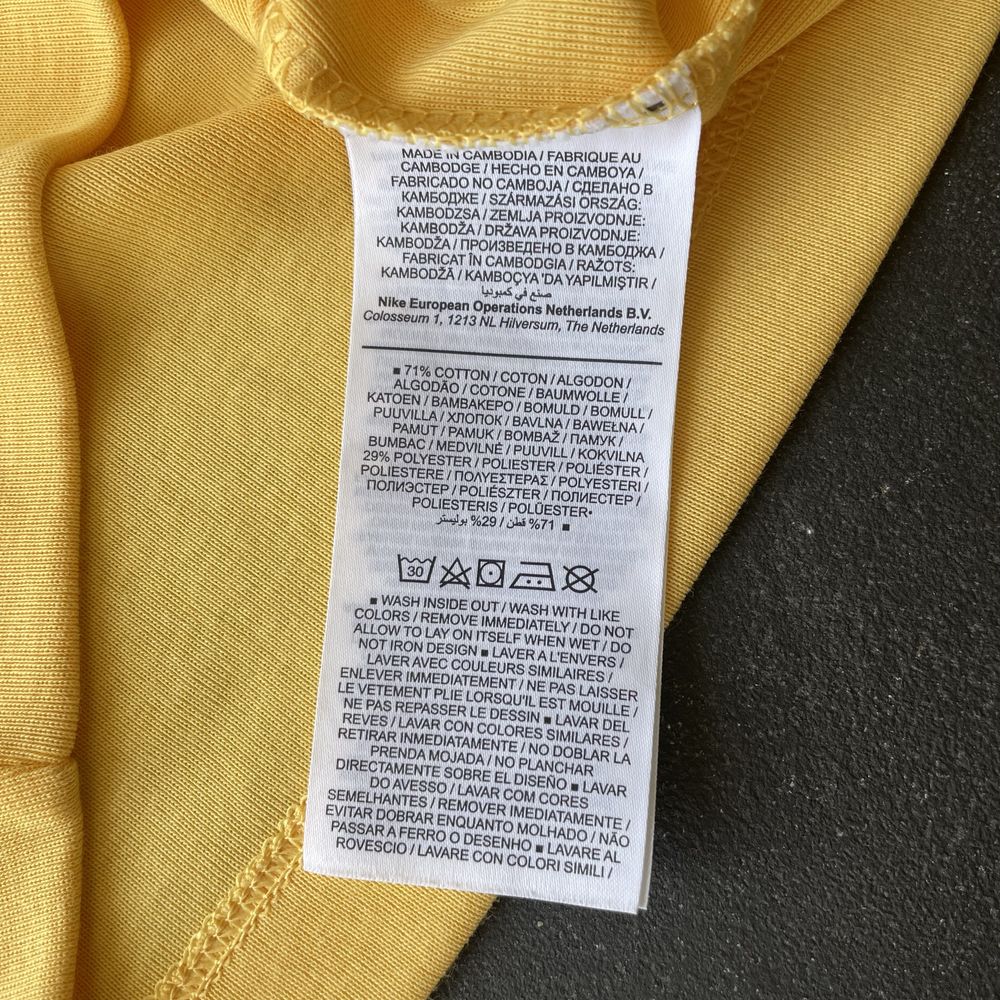 MADE IN CAMBODIA / FABRIQUE AU
CAMBODGE / HECHO EN CAMBOYA /
FABRICADO NO CAMBOJA / СДЕЛАНО В
КАМБОДЖЕ / SZÁRMAZÁSI ORSZÁG:
KAMBODZSA / ZEMLJA PROIZVODNJE:
KAMBODŽA / DRŽAVA PROIZVODNJE:
KAMBODŽA / ПРОИЗВЕДЕНО В КАМБОДЖА /
FABRICAT ÎN CAMBODGIA / RAŽOTS:
KAMBODŽĀ / KAMBOÇYA 'DA YAPILMIŞTIR /
صنع في كمبوديا
Nike European Operations Netherlands B.V.
Colosseum 1, 1213 NL Hilversum, The Netherlands
■ 71% COTTON / COTON / ALGODON /
ALGODÃO / COTONE / BAUMWOLLE /
KATOEN / ΒΑΜΒΑΚΕΡΟ / BOMULD / BOMULL /
PUUVILLA / ХЛОПОК / BAVLNA / BAWEŁNA /
PAMUT / PAMUK / BOMBAŽ / ПАМУК /
BUMBAC / MEDVILNĖ / PUUVILL / KOKVILNA
29% POLYESTER / POLIESTER / POLIÉSTER /
POLIESTERE / ΠΟΛΥΕΣΤΕΡΑΣ / POLYESTERI /
ПОЛИЭСТЕР / POLIÉSZTER / ПОЛИЕСТЕР /
POLIESTERIS / POLÜESTER•
■ 71% قطن / 29% بوليستر
30
■ WASH INSIDE OUT / WASH WITH LIKE
COLORS / REMOVE IMMEDIATELY / DO NOT
ALLOW TO LAY ON ITSELF WHEN WET / DO
NOT IRON DESIGN ■ LAVER A L'ENVERS /
LAVER AVEC COULEURS SIMILAIRES /
ENLEVER IMMEDIATEMENT / NE PAS LAISSER
LE VETEMENT PLIE LORSQU'IL EST MOUILLE /
NE PAS REPASSER LE DESSIN ■ LAVAR DEL
REVES / LAVAR CON COLORES SIMILARES /
RETIRAR INMEDIATAMENTE / NO DOBLAR LA
PRENDA MOJADA / NO PLANCHAR
DIRECTAMENTE SOBRE EL DISEÑO ■ LAVAR
DO AVESSO / LAVAR COM CORES
SEMELHANTES / REMOVER IMEDIATAMENTE /
EVITAR DOBRAR ENQUANTO MOLHADO / NÃO
PASSAR A FERRO O DESENHO ■ LAVARE AL
ROVESCIO / LAVARE CON COLORI SIMILI /